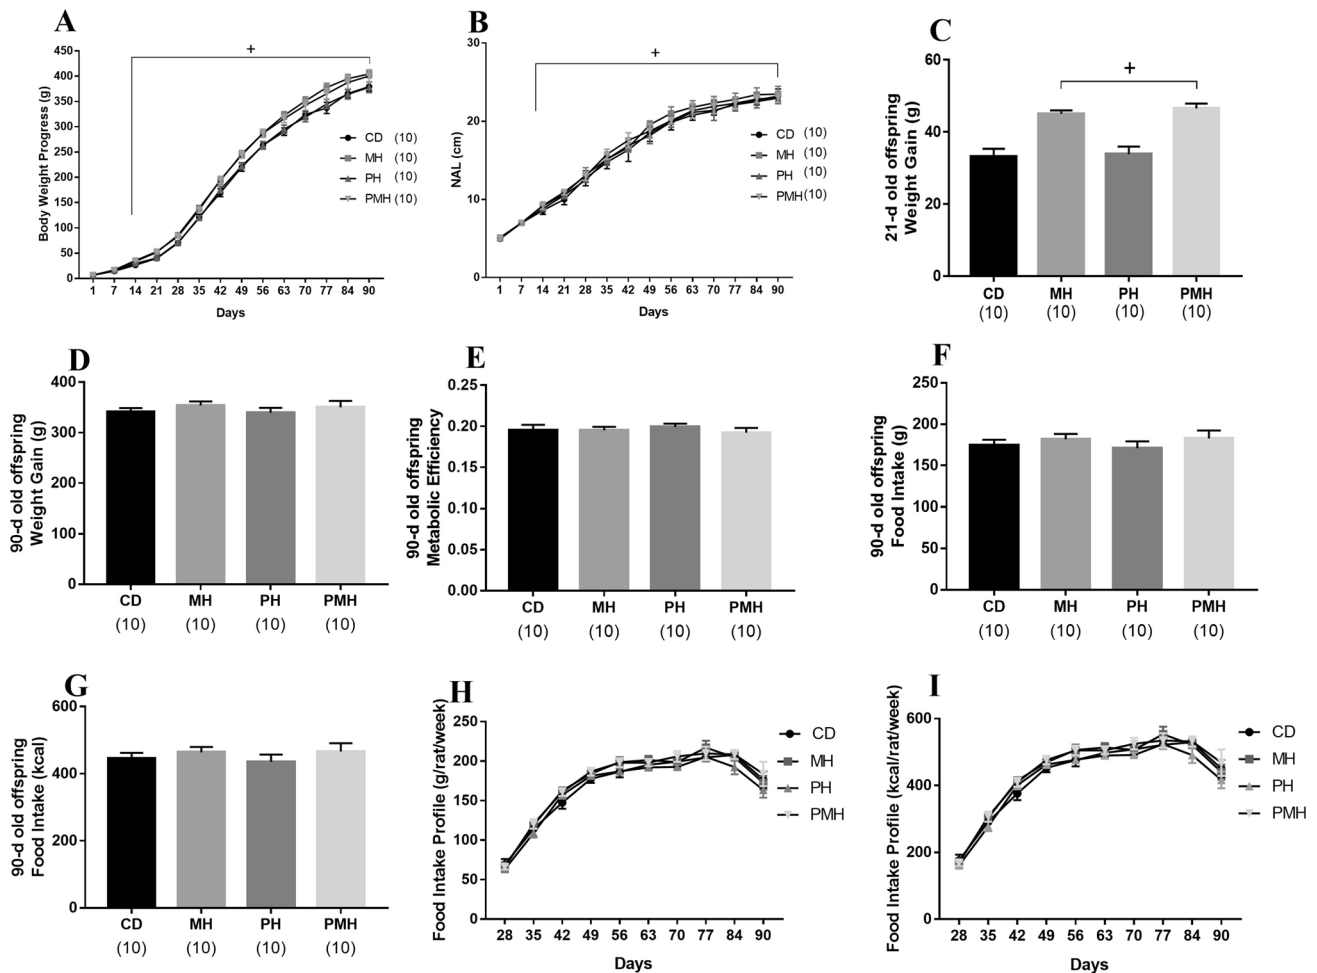 A
+
Body Weight Progress (g)
450
400
350
300
250
200
150
100
50
0
CD (10)
MH (10)
PH (10)
PMH (10)
1 7 14 21 28 35 42 49 56 63 70 77 84 90
Days
B
+
NAL (cm)
30
20
10
0
CD (10)
MH (10)
PH (10)
PMH (10)
1 7 14 21 28 35 42 49 56 63 70 77 84 90
Days
C
+
21-d old offspring
Weight Gain (g)
60
40
20
0
CD MH PH PMH
(10) (10) (10) (10)
D
90-d old offspring
Weight Gain (g)
400
300
200
100
0
CD MH PH PMH
(10) (10) (10) (10)
E
90-d old offspring
Metabolic Efficiency
0.25
0.20
0.15
0.10
0.05
0.00
CD MH PH PMH
(10) (10) (10) (10)
F
90-d old offspring
Food Intake (g)
250
200
150
100
50
0
CD MH PH PMH
(10) (10) (10) (10)
G
90-d old offspring
Food Intake (kcal)
600
400
200
0
CD MH PH PMH
(10) (10) (10) (10)
H
Food Intake Profile (g/rat/week)
250
200
150
100
50
0
CD
MH
PH
PMH
28 35 42 49 56 63 70 77 84 90
Days
I
Food Intake Profile (kcal/rat/week)
600
400
200
0
CD
MH
PH
PMH
28 35 42 49 56 63 70 77 84 90
Days